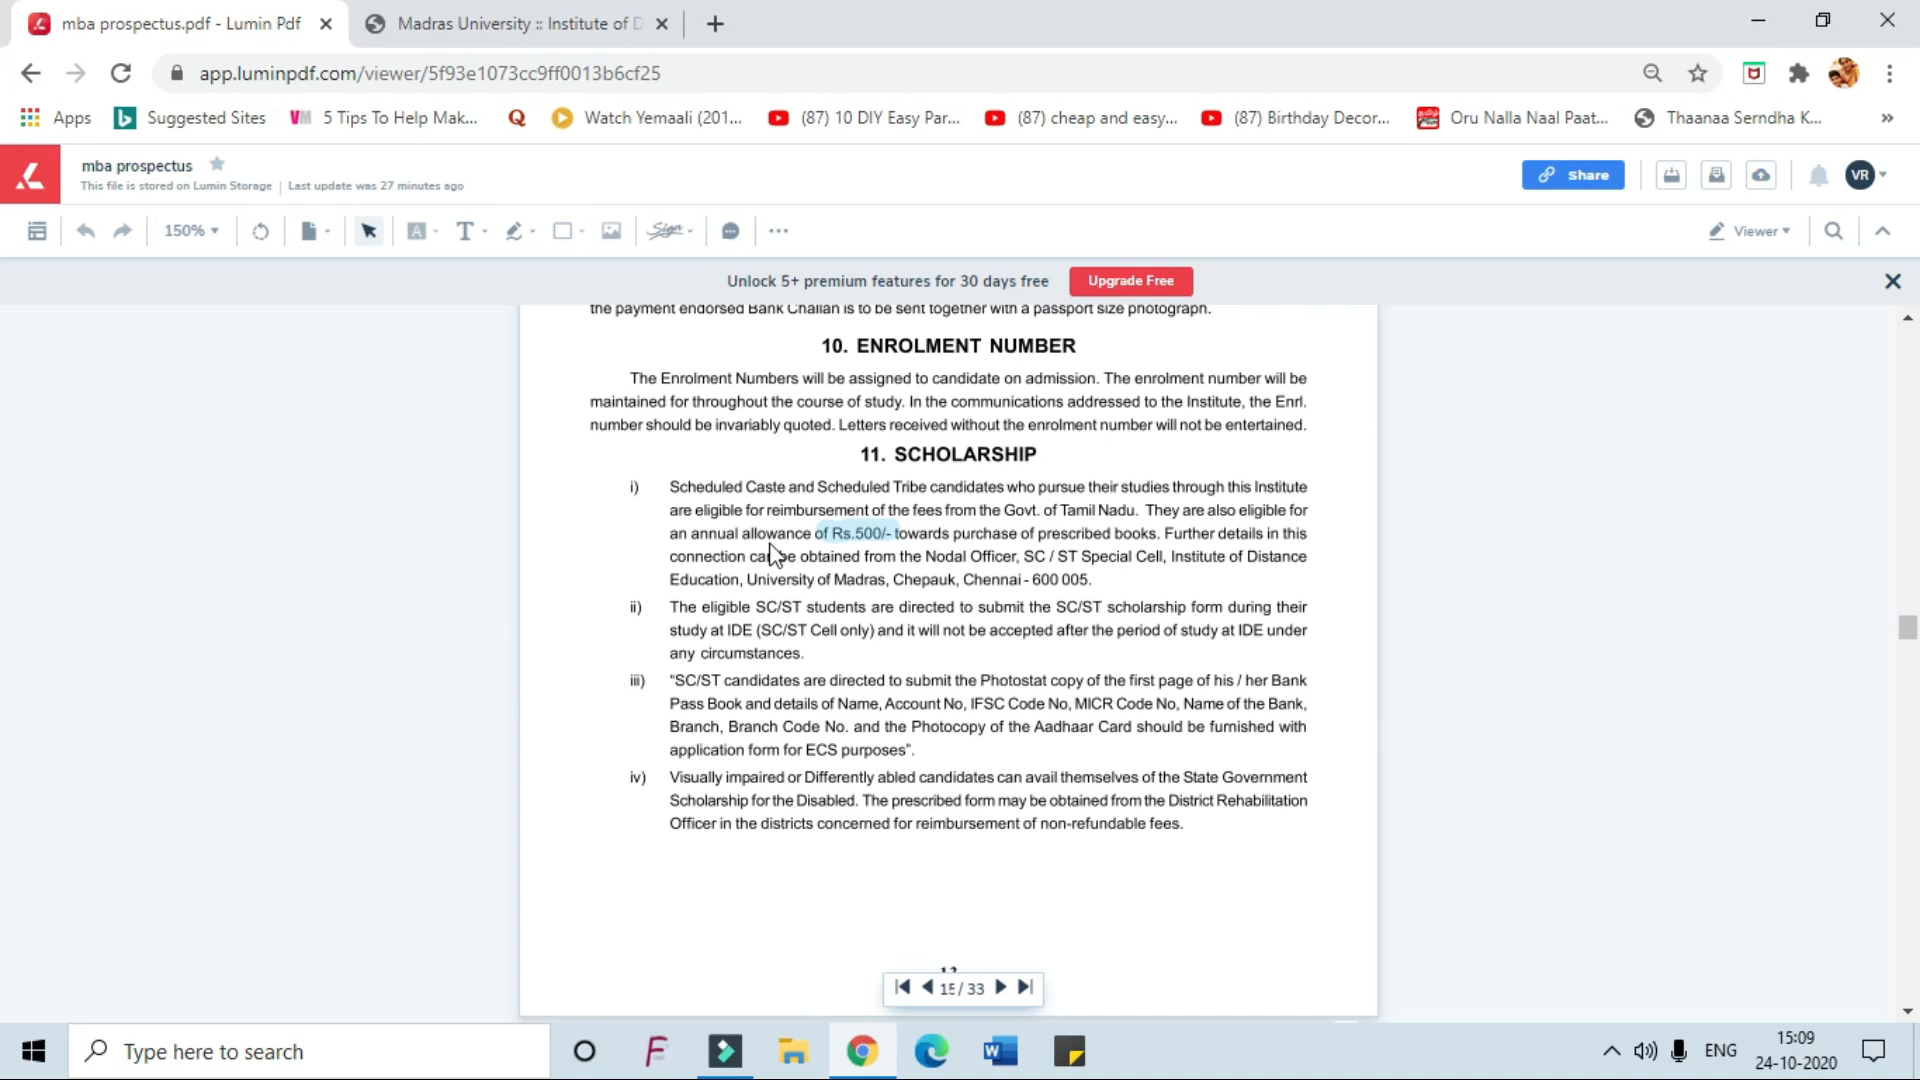 mba prospectus.pdf - Lumin Pdf
Madras University :: Institute of D
app.luminpdf.com/viewer/5f93e1073cc9ff0013b6cf25
Apps
Suggested Sites
VM 5 Tips To Help Mak...
Watch Yemaali (201...
(87) 10 DIY Easy Par...
(87) cheap and easy...
(87) Birthday Decor...
Oru Nalla Naal Paat...
Thaanaa Serndha K...
mba prospectus
This file is stored on Lumin Storage | Last update was 27 minutes ago
Share
VR
150%
Sign
Viewer
Unlock 5+ premium features for 30 days free
Upgrade Free
the payment endorsed Bank Challan is to be sent together with a passport size photograph.
10. ENROLMENT NUMBER
The Enrolment Numbers will be assigned to candidate on admission. The enrolment number will be
maintained for throughout the course of study. In the communications addressed to the Institute, the Enrl.
number should be invariably quoted. Letters received without the enrolment number will not be entertained.
11. SCHOLARSHIP
i) Scheduled Caste and Scheduled Tribe candidates who pursue their studies through this Institute
are eligible for reimbursement of the fees from the Govt. of Tamil Nadu. They are also eligible for
an annual allowance of Rs.500/- towards purchase of prescribed books. Further details in this
connection can be obtained from the Nodal Officer, SC / ST Special Cell, Institute of Distance
Education, University of Madras, Chepauk, Chennai - 600 005.
ii) The eligible SC/ST students are directed to submit the SC/ST scholarship form during their
study at IDE (SC/ST Cell only) and it will not be accepted after the period of study at IDE under
any circumstances.
iii) "SC/ST candidates are directed to submit the Photostat copy of the first page of his / her Bank
Pass Book and details of Name, Account No, IFSC Code No, MICR Code No, Name of the Bank,
Branch, Branch Code No. and the Photocopy of the Aadhaar Card should be furnished with
application form for ECS purposes".
iv) Visually impaired or Differently abled candidates can avail themselves of the State Government
Scholarship for the Disabled. The prescribed form may be obtained from the District Rehabilitation
Officer in the districts concerned for reimbursement of non-refundable fees.
15 / 33
Type here to search
ENG
15:09
24-10-2020